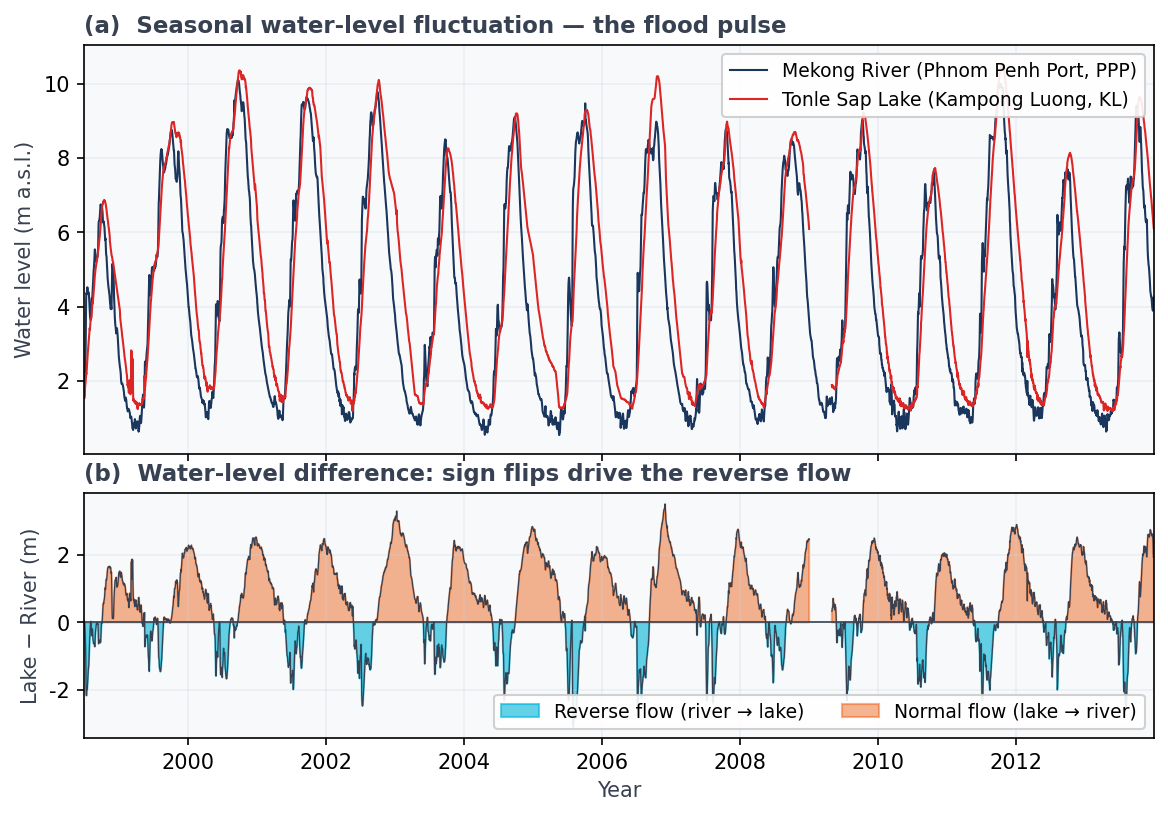 (a)  Seasonal water-level fluctuation — the flood pulse
Water level (m a.s.l.)
10
8
6
4
2
Mekong River (Phnom Penh Port, PPP)
Tonle Sap Lake (Kampong Luong, KL)
(b)  Water-level difference: sign flips drive the reverse flow
Lake − River (m)
2
0
-2
Reverse flow (river → lake)
Normal flow (lake → river)
2000
2002
2004
2006
2008
2010
2012
Year